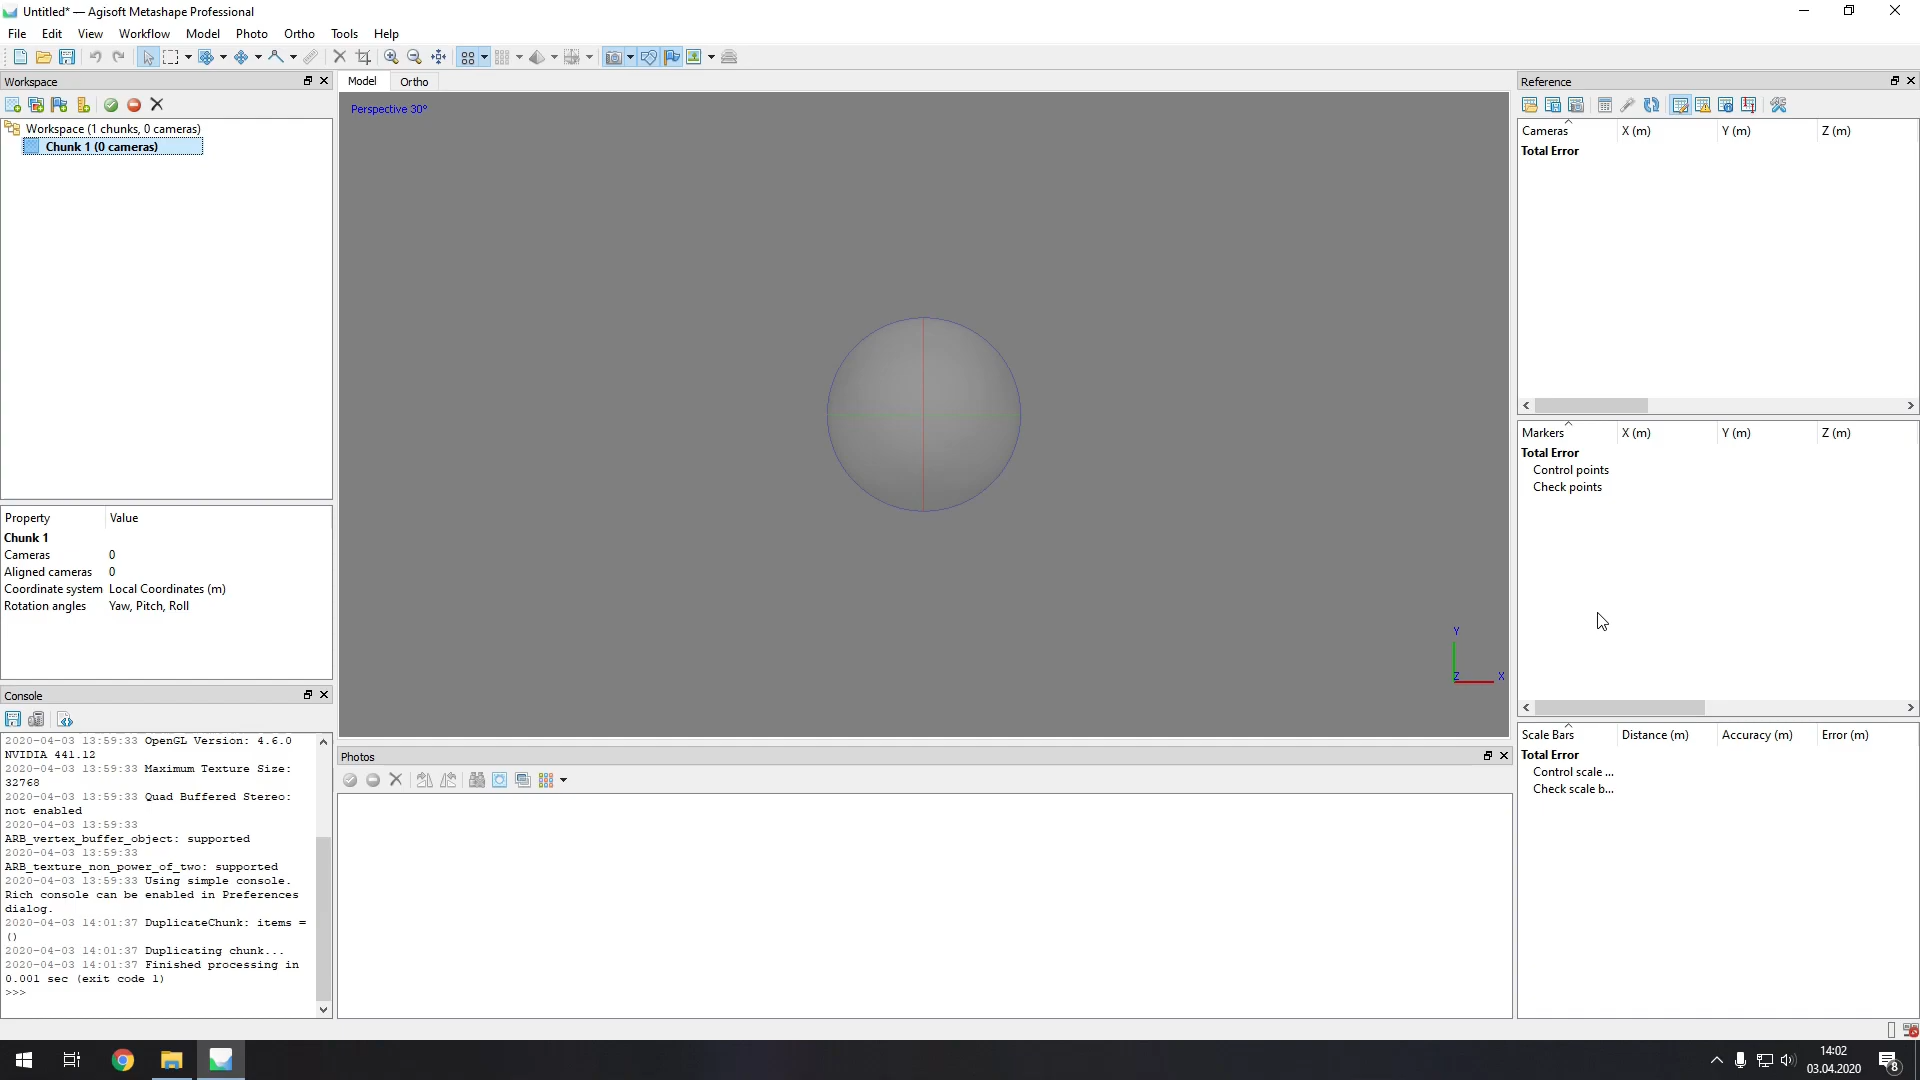 Untitled* — Agisoft Metashape Professional
File Edit View Workflow Model Photo Ortho Tools Help
Workspace
Workspace (1 chunks, 0 cameras)
Chunk 1 (0 cameras)
Property Value
Chunk 1
Cameras 0
Aligned cameras 0
Coordinate system Local Coordinates (m)
Rotation angles Yaw, Pitch, Roll
Console
2020-04-03 13:59:33 OpenGL Version: 4.6.0
NVIDIA 441.12
2020-04-03 13:59:33 Maximum Texture Size:
32768
2020-04-03 13:59:33 Quad Buffered Stereo:
not enabled
2020-04-03 13:59:33
ARB_vertex_buffer_object: supported
2020-04-03 13:59:33
ARB_texture_non_power_of_two: supported
2020-04-03 13:59:33 Using simple console.
Rich console can be enabled in Preferences
dialog.
2020-04-03 14:01:37 DuplicateChunk: items =
()
2020-04-03 14:01:37 Duplicating chunk...
2020-04-03 14:01:37 Finished processing in
0.001 sec (exit code 1)
>>>
Model Ortho
Perspective 30°
Y
Z X
Photos
Reference
Cameras X (m) Y (m) Z (m)
Total Error
Markers X (m) Y (m) Z (m)
Total Error
Control points
Check points
Scale Bars Distance (m) Accuracy (m) Error (m)
Total Error
Control scale ...
Check scale b...
14:02
03.04.2020
8